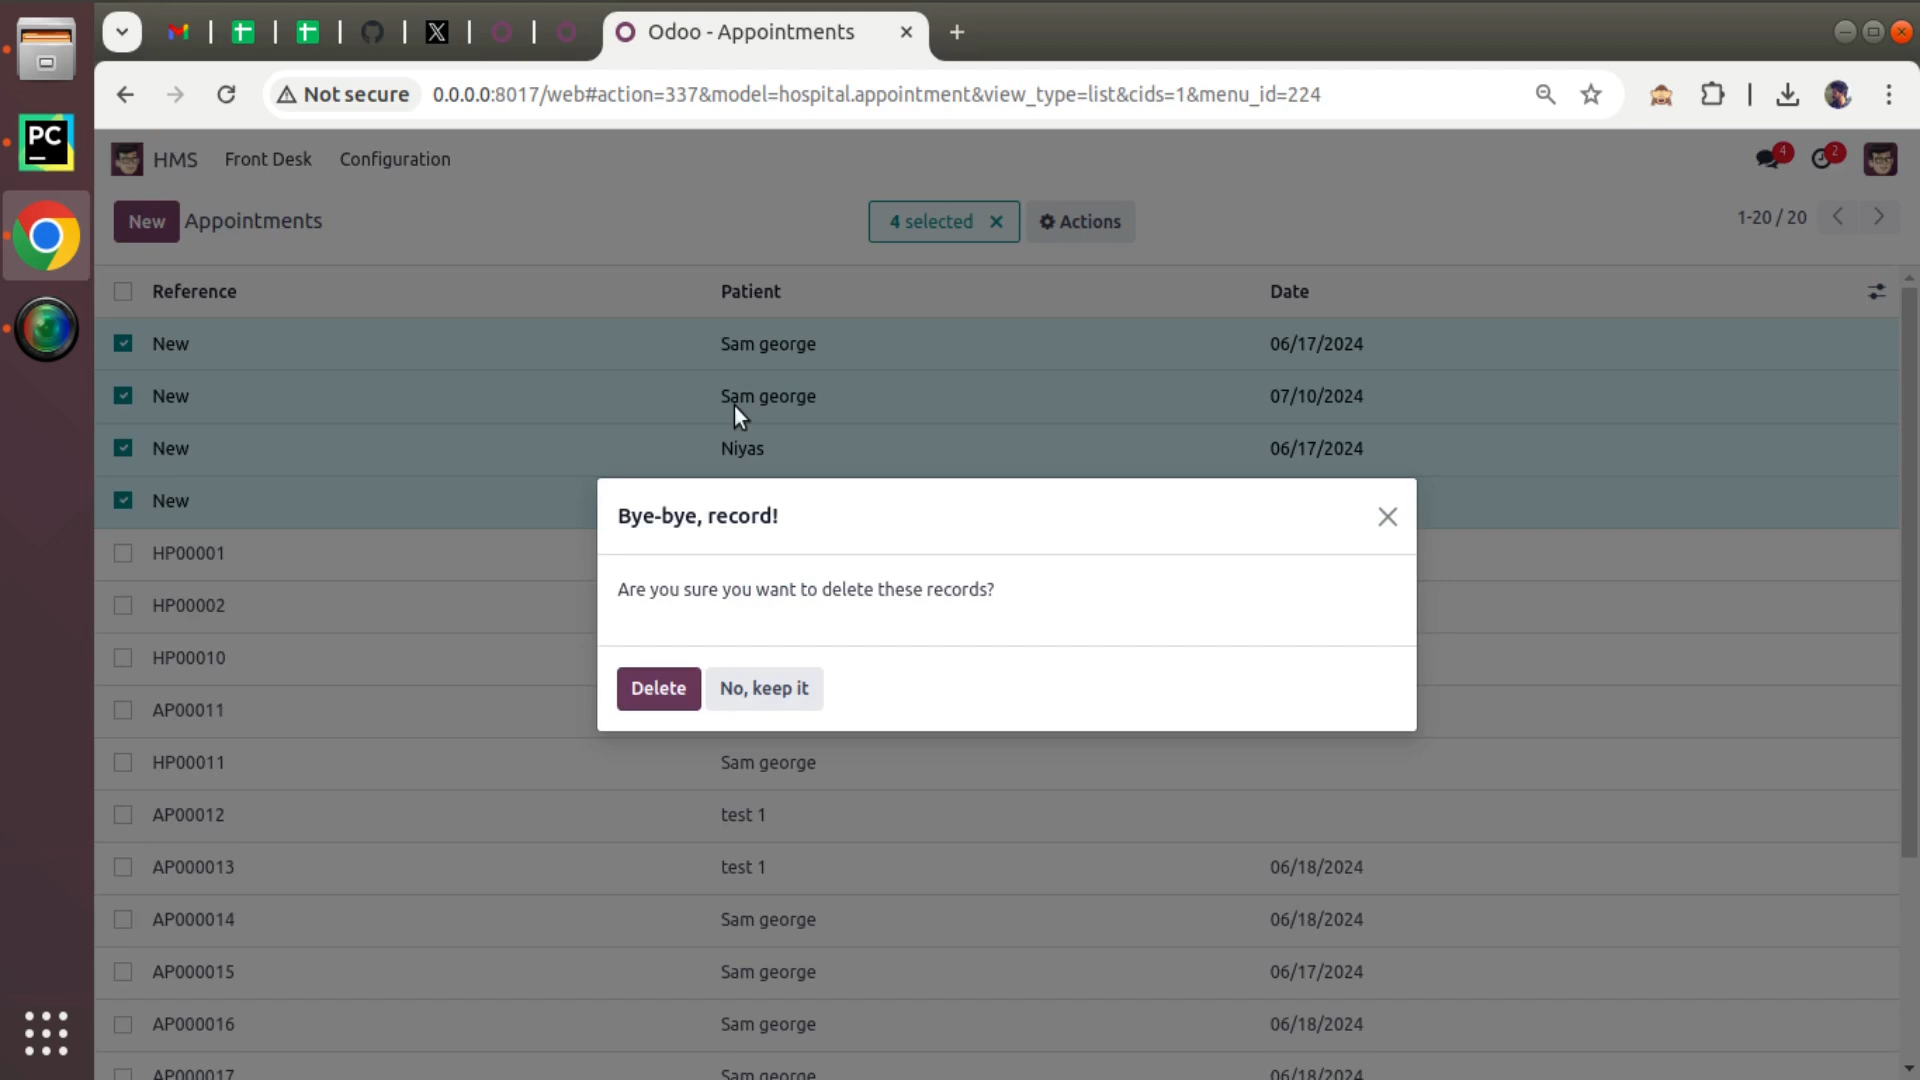 Odoo - Appointments
Not secure 0.0.0.0:8017/web#action=337&model=hospital.appointment&view_type=list&cids=1&menu_id=224
PC
HMS Front Desk Configuration 4 2
New Appointments 4 selected Actions 1-20 / 20
Reference Patient Date
New Sam george 06/17/2024
New Sam george 07/10/2024
New Niyas 06/17/2024
New
Bye-bye, record!
Are you sure you want to delete these records?
Delete No, keep it
HP00001
HP00002
HP00010
AP00011
HP00011 Sam george
AP00012 test 1
AP000013 test 1 06/18/2024
AP000014 Sam george 06/18/2024
AP000015 Sam george 06/17/2024
AP000016 Sam george 06/18/2024
AP000017 Sam george 06/18/2024